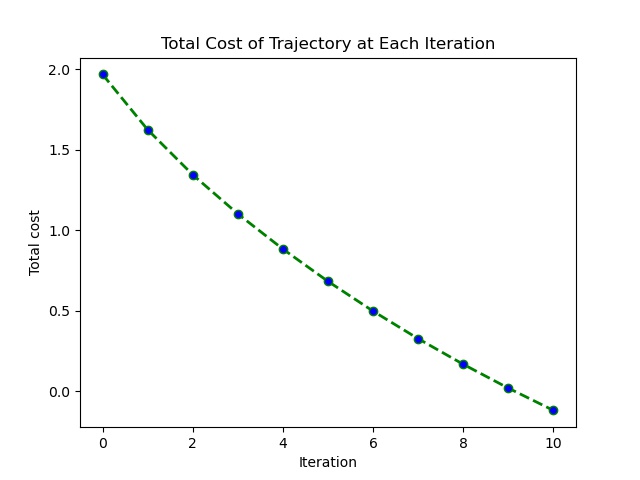 Total Cost of Trajectory at Each Iteration
2.0
1.5
1.0
0.5
0.0
Total cost
0 2 4 6 8 10
Iteration